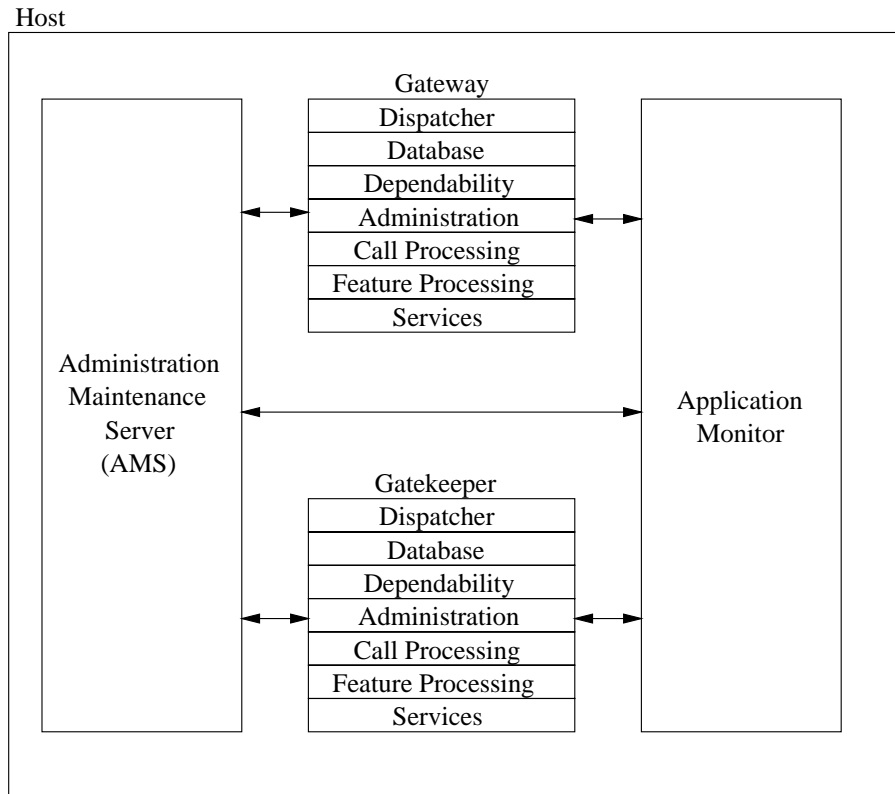 Host
Gateway
Dispatcher
Database
Dependability
Administration
Call Processing
Feature Processing
Services
Administration
Maintenance
Server
(AMS)
Application
Monitor
Gatekeeper
Dispatcher
Database
Dependability
Administration
Call Processing
Feature Processing
Services